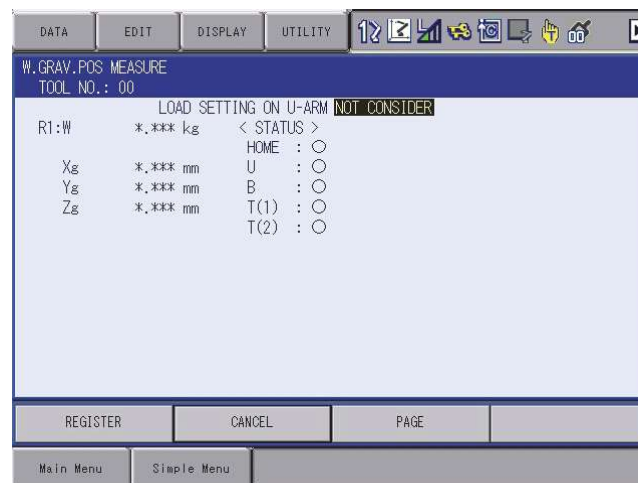 DATA EDIT DISPLAY UTILITY
W.GRAV.POS MEASURE
TOOL NO.: 00
LOAD SETTING ON U-ARM NOT CONSIDER
R1:W *.*** kg < STATUS >
HOME : ○
Xg *.*** mm U : ○
Yg *.*** mm B : ○
Zg *.*** mm T(1) : ○
T(2) : ○
REGISTER CANCEL PAGE
Main Menu Simple Menu